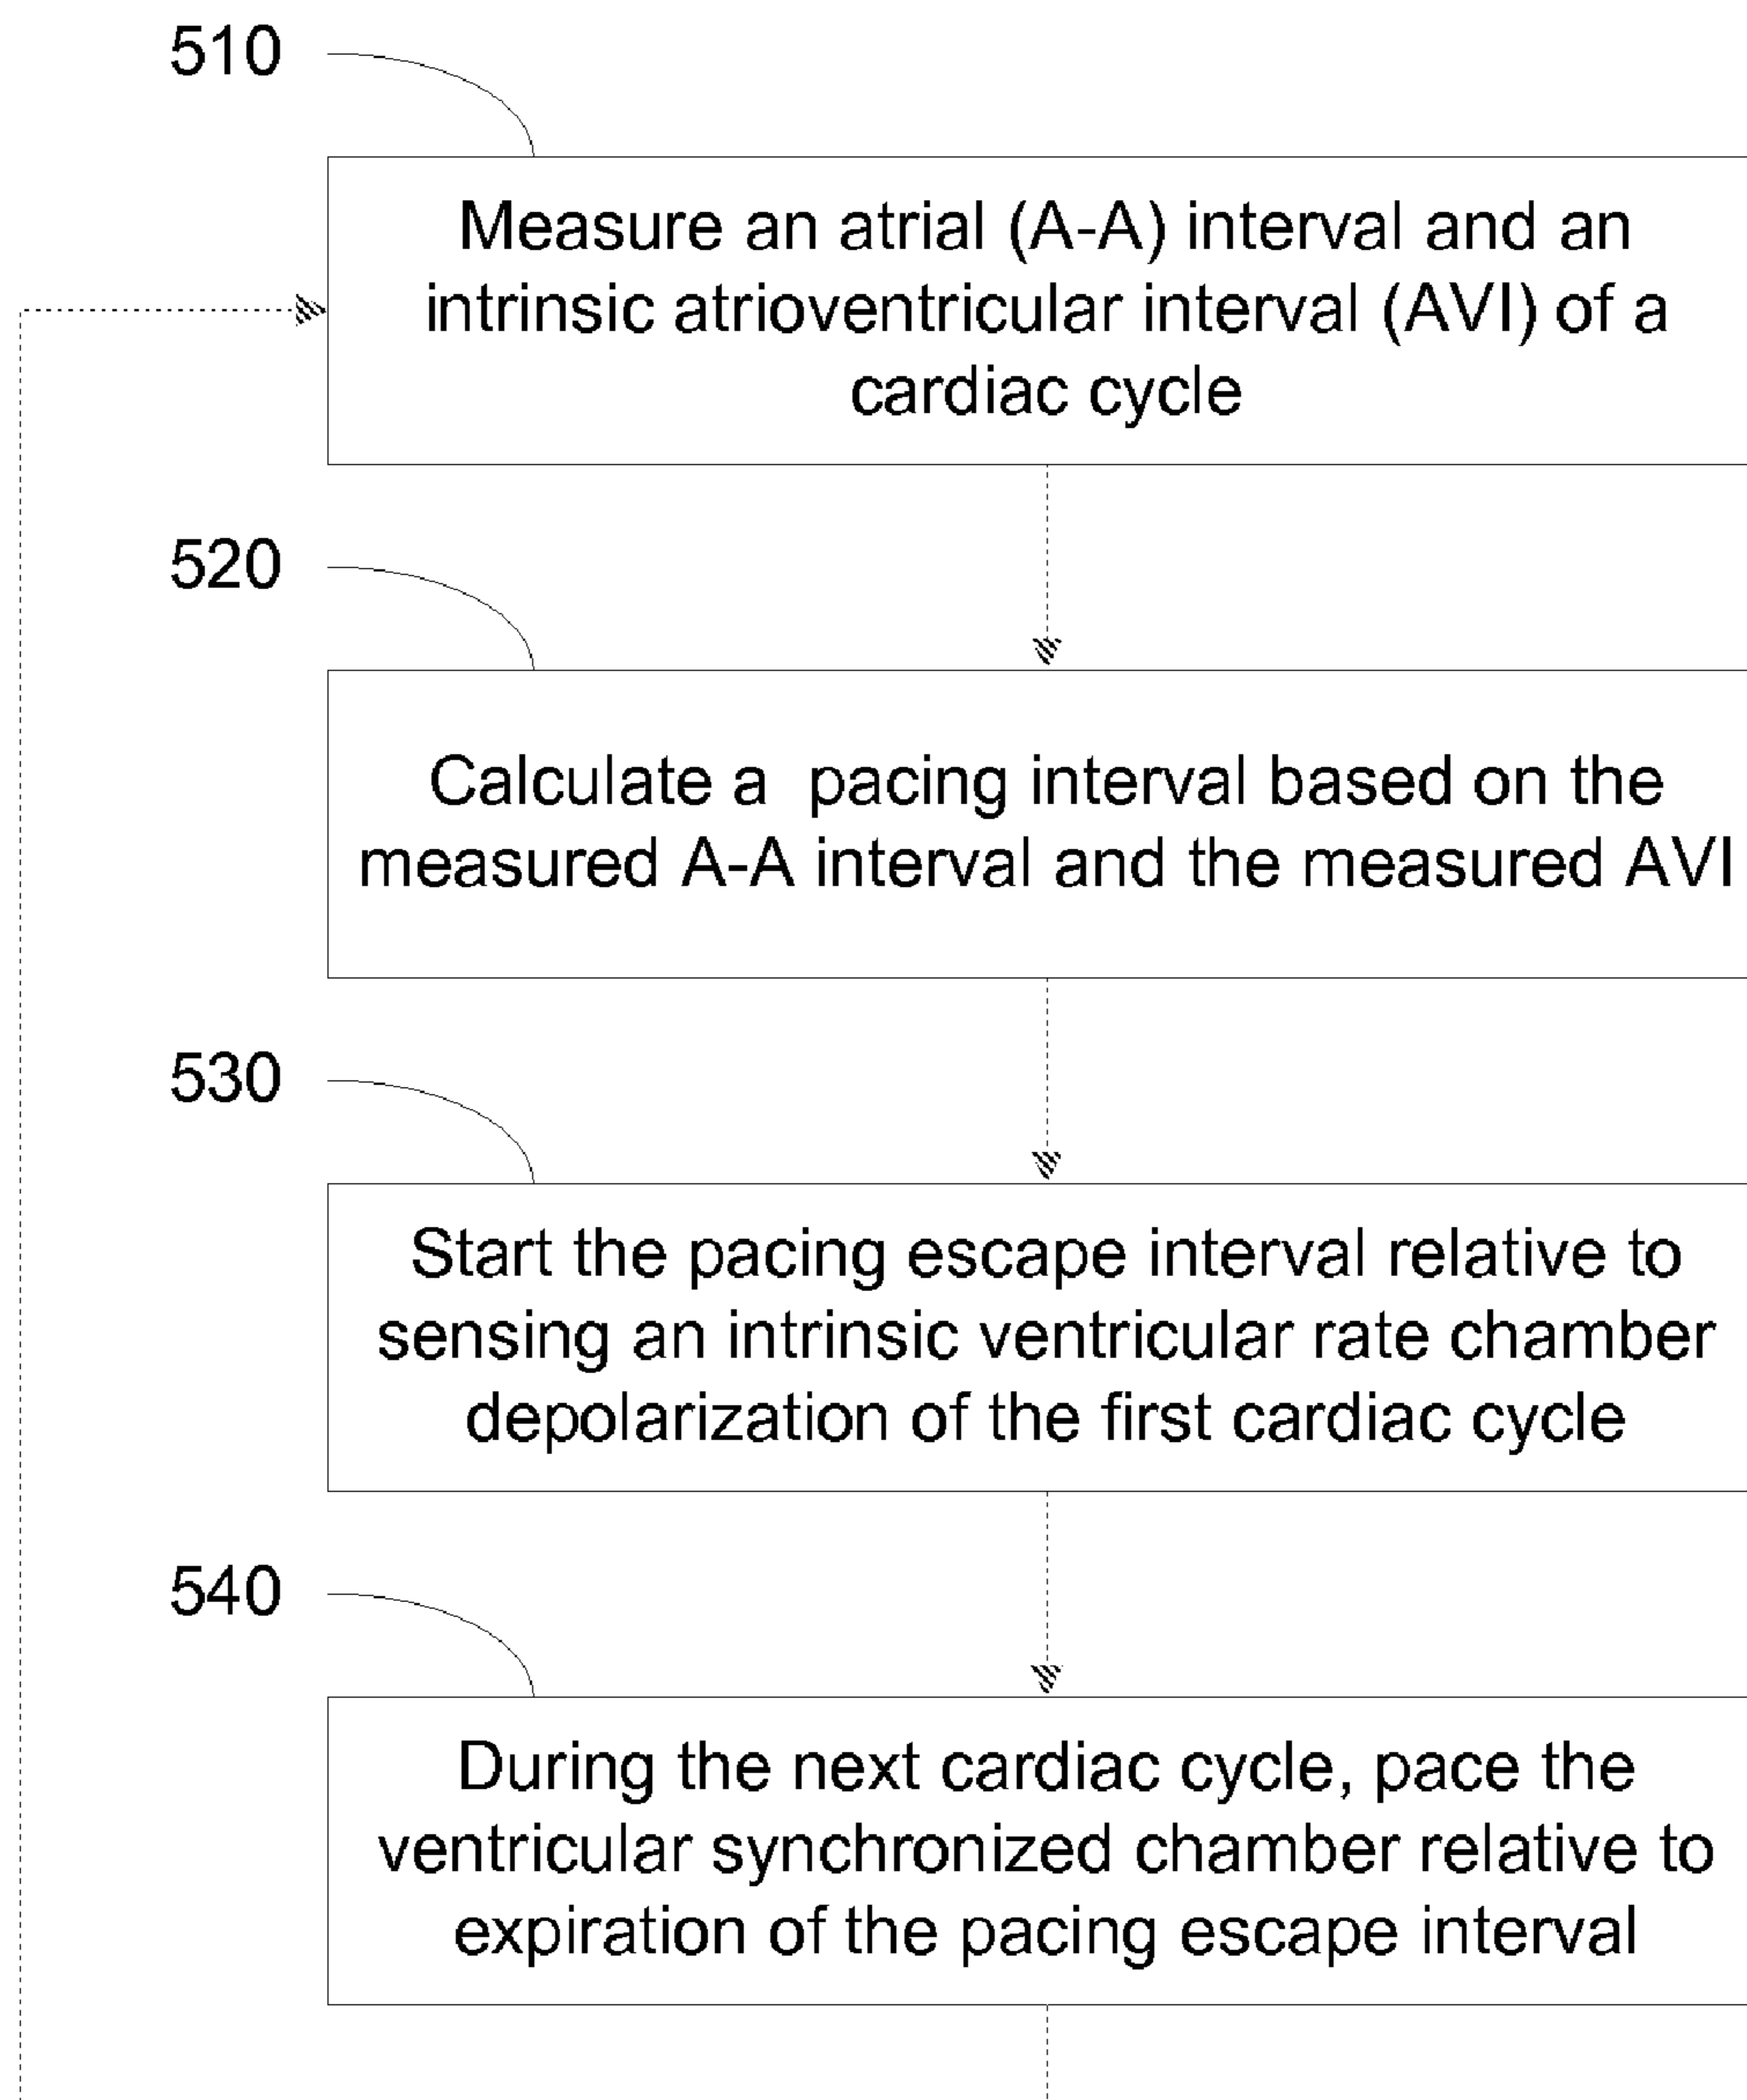 510
Measure an atrial (A-A) interval and an
intrinsic atrioventricular interval (AVI) of a
cardiac cycle
520
Calculate a pacing interval based on the
measured A-A interval and the measured AVI
530
Start the pacing escape interval relative to
sensing an intrinsic ventricular rate chamber
depolarization of the first cardiac cycle
540
During the next cardiac cycle, pace the
ventricular synchronized chamber relative to
expiration of the pacing escape interval